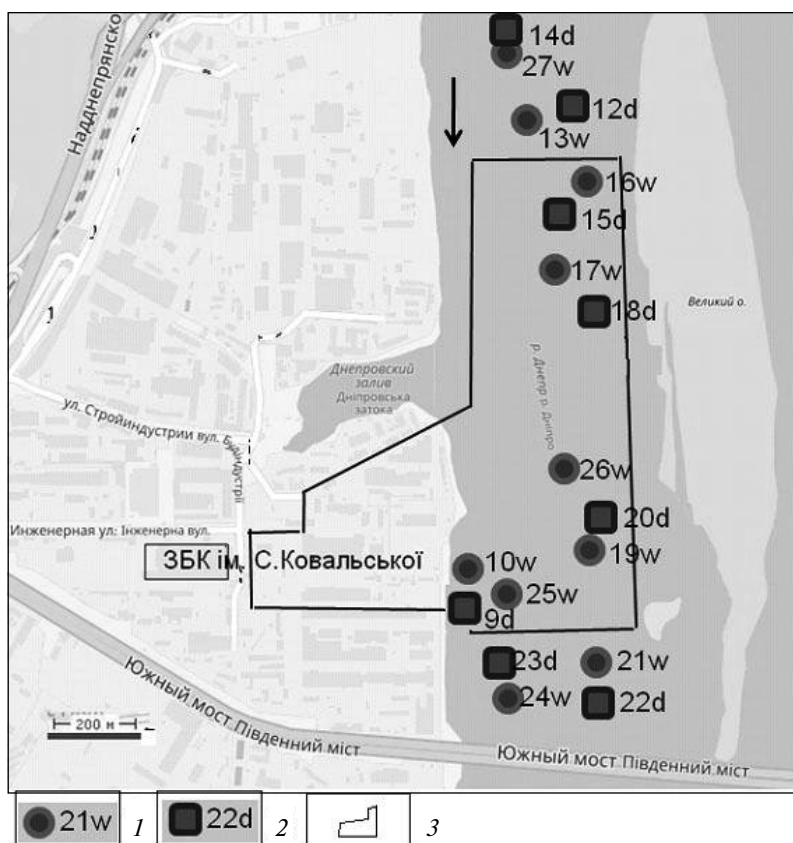 14d
27w
Надднепрянско
12d
13w
16w
15d
17w
18d
Великий о.
Днепровский
залив
Дніпровська
затока
р. Днепр р. Дніпро
ул. Стройиндустрии вул. Будіндустрії
26w
20d
Инженерная ул: Інженерна вул.
19w
10w
ЗБК ім. С.Ковальської
25w
9d
23d
21w
24w
22d
200 м
Южный мост Південний міст
Южный мост Південний міст
21w 1 22d 2 3